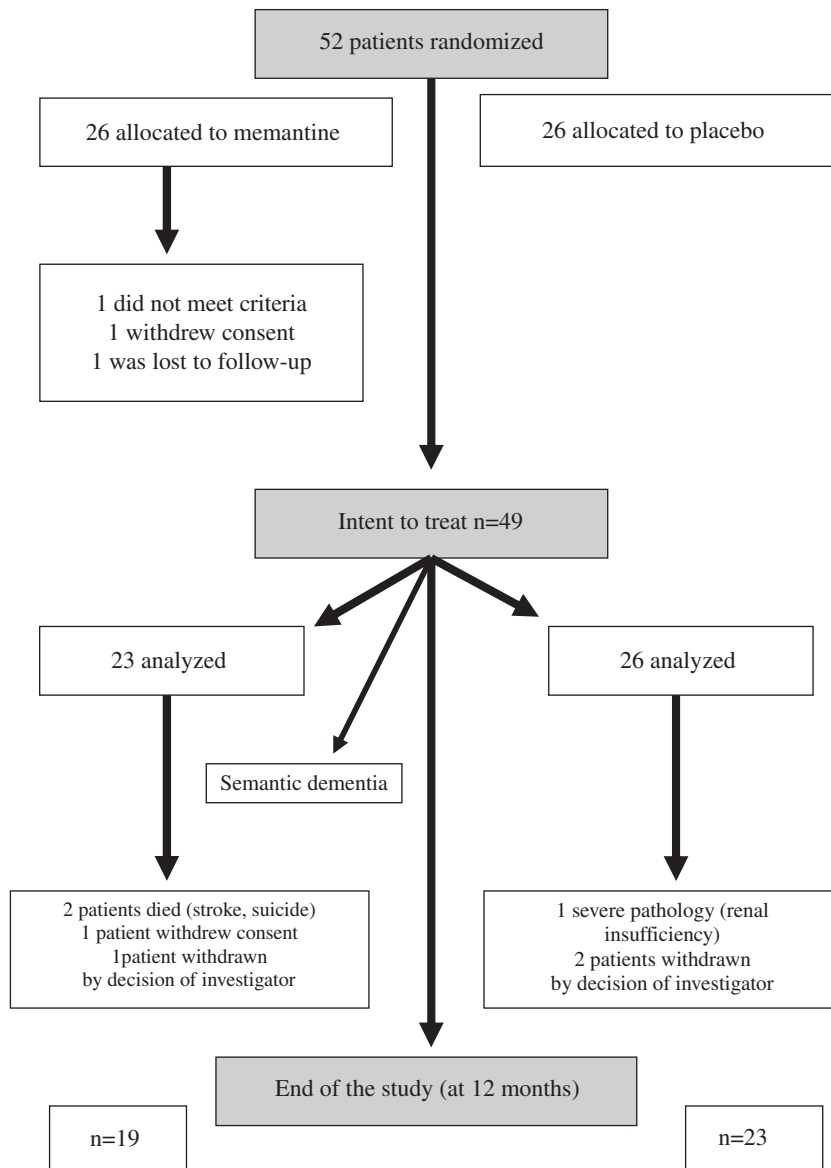 52 patients randomized
26 allocated to memantine
26 allocated to placebo
1 did not meet criteria
1 withdrew consent
1 was lost to follow-up
Intent to treat n=49
23 analyzed
26 analyzed
Semantic dementia
2 patients died (stroke, suicide)
1 patient withdrew consent
1patient withdrawn
by decision of investigator
1 severe pathology (renal
insufficiency)
2 patients withdrawn
by decision of investigator
End of the study (at 12 months)
n=19
n=23